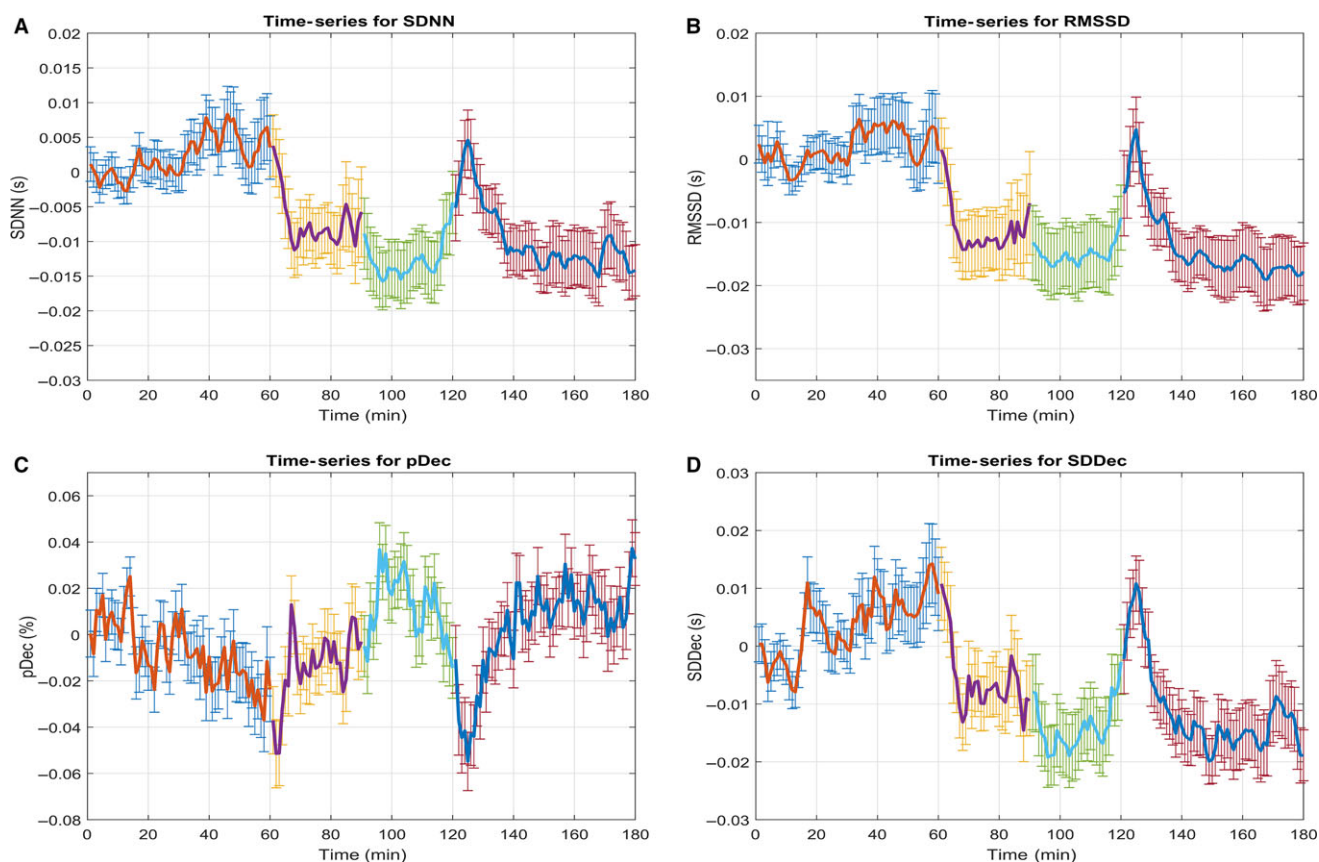 A
Time-series for SDNN
0.02
0.015
0.01
0.005
0
−0.005
−0.01
−0.015
−0.02
−0.025
−0.03
SDNN (s)
0 20 40 60 80 100 120 140 160 180
Time (min)
B
Time-series for RMSSD
0.02
0.01
0
−0.01
−0.02
−0.03
RMSSD (s)
0 20 40 60 80 100 120 140 160 180
Time (min)
C
Time-series for pDec
0.06
0.04
0.02
0
−0.02
−0.04
−0.06
−0.08
pDec (%)
0 20 40 60 80 100 120 140 160 180
Time (min)
D
Time-series for SDDec
0.03
0.02
0.01
0
−0.01
−0.02
−0.03
SDDec (s)
0 20 40 60 80 100 120 140 160 180
Time (min)